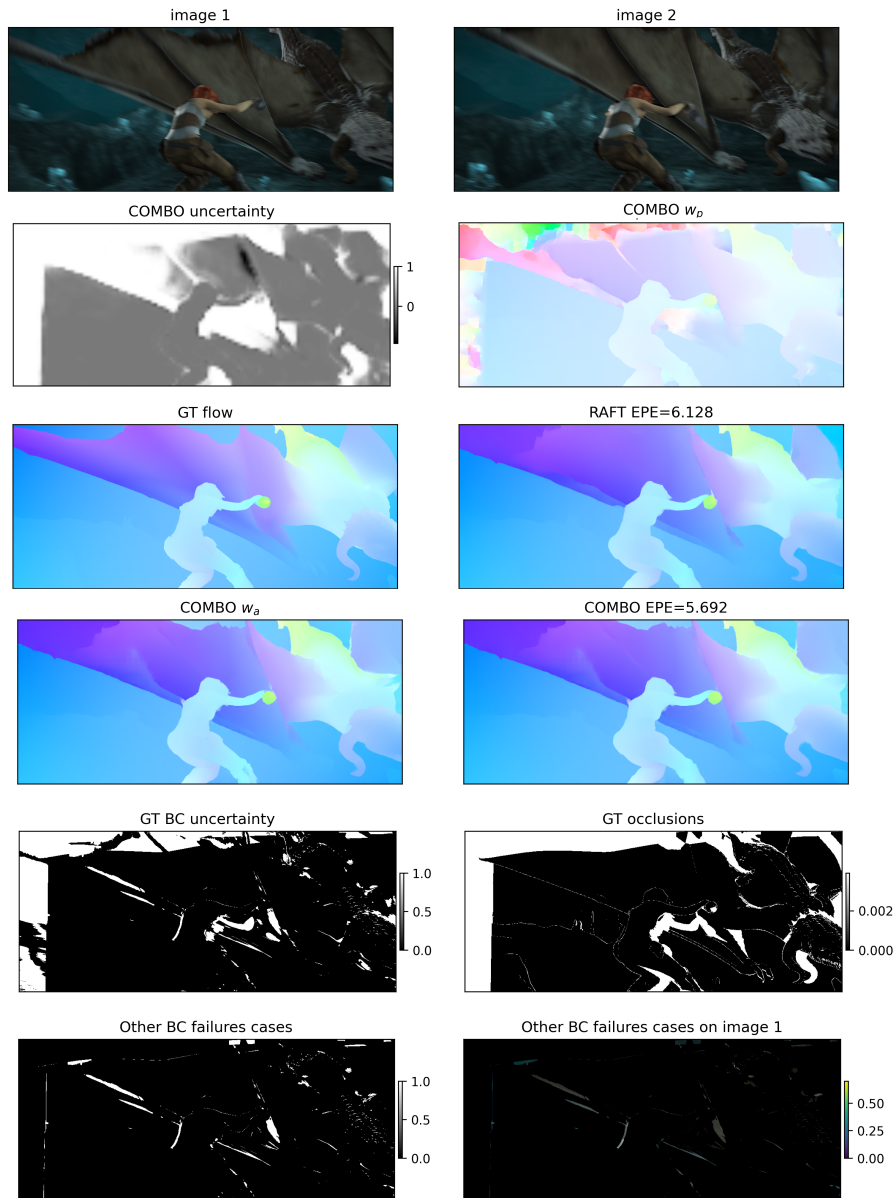 image 1
image 2
COMBO uncertainty
COMBO wₚ
1
0
GT flow
RAFT EPE=6.128
COMBO wₐ
COMBO EPE=5.692
GT BC uncertainty
GT occlusions
1.0
0.5
0.0
0.002
0.000
Other BC failures cases
Other BC failures cases on image 1
1.0
0.5
0.0
0.50
0.25
0.00